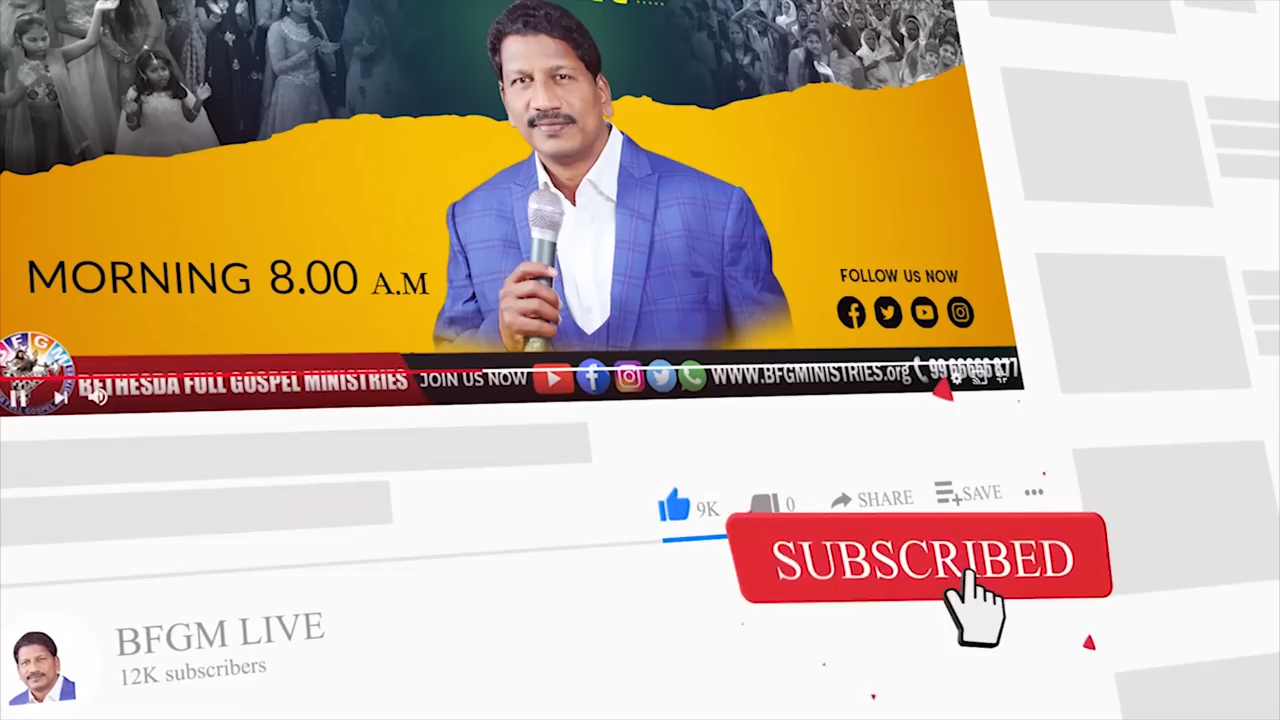 MORNING 8.00 A.M
FOLLOW US NOW
BFGM
BETHESDA FULL GOSPEL MINISTRIES JOIN US NOW WWW.BFGMINISTRIES.org
9K 0 SHARE SAVE
SUBSCRIBED
BFGM LIVE
12K subscribers